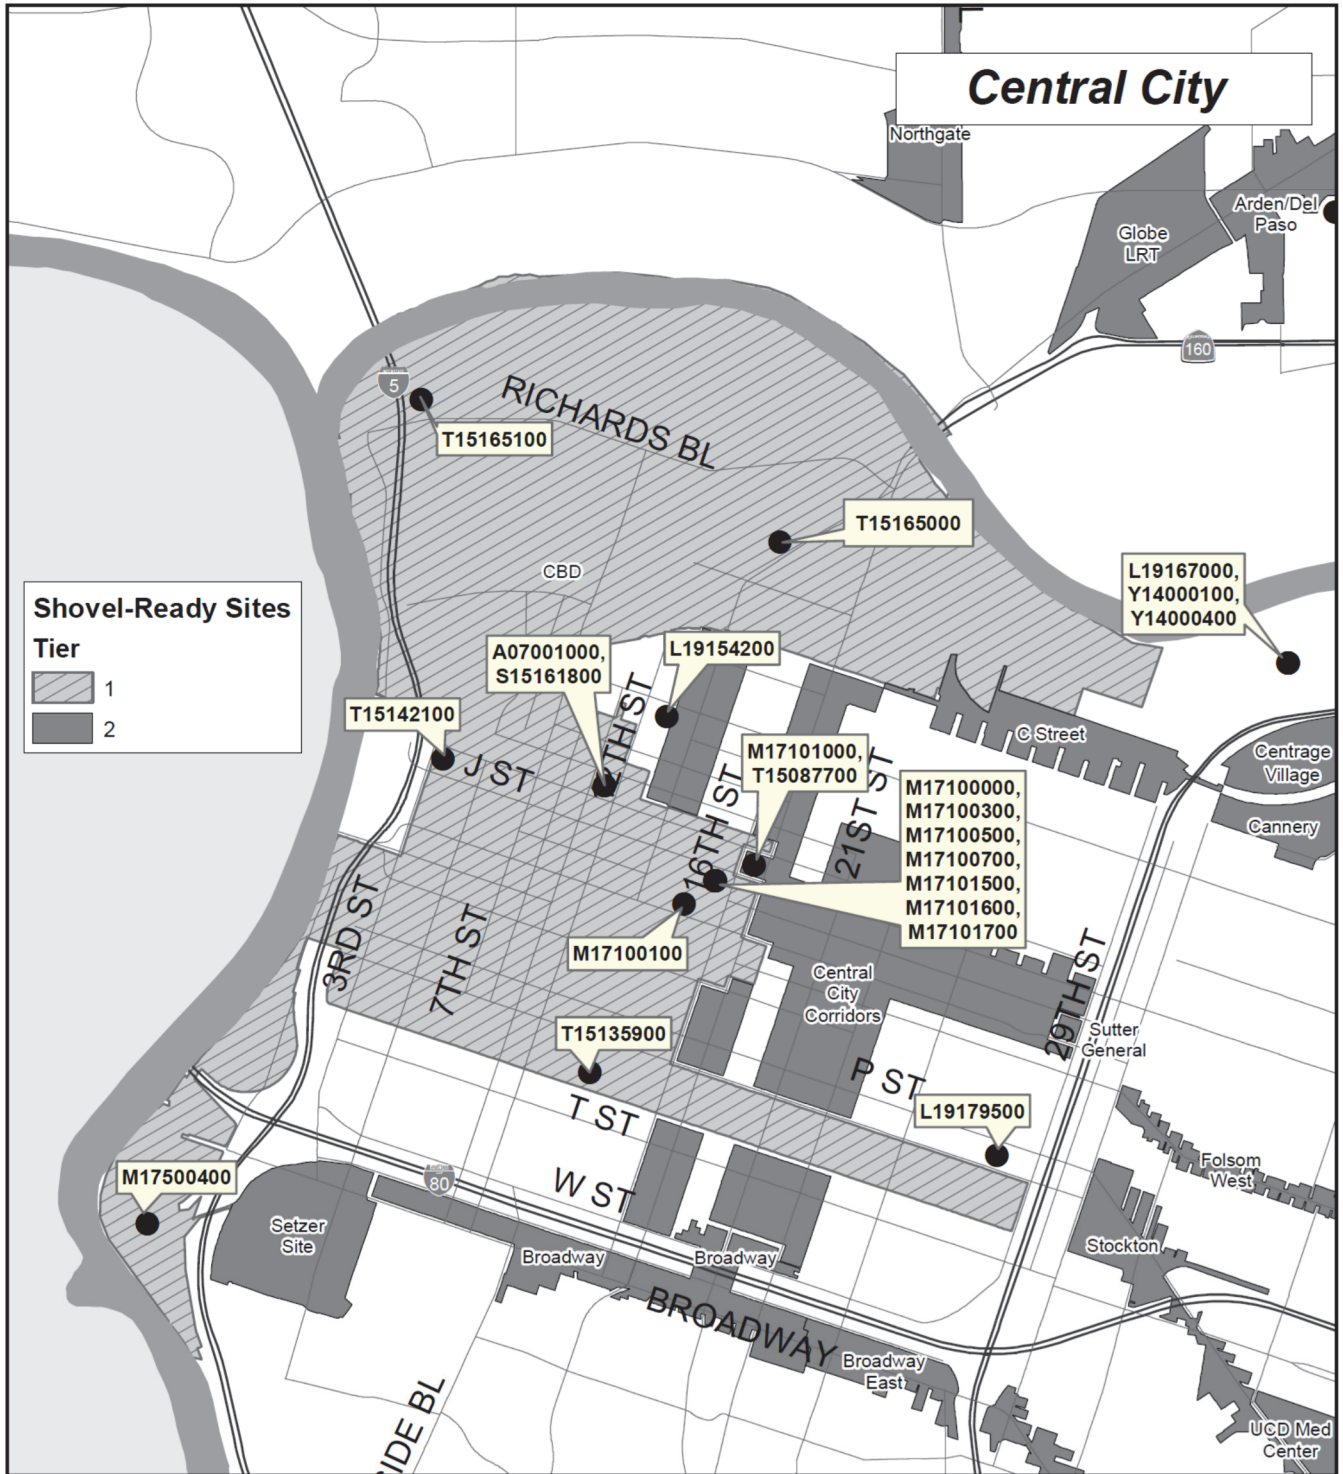 Central City
Northgate
Arden/Del
Paso
Globe
LRT
160
5
RICHARDS BL
T15165100
T15165000
CBD
L19167000,
Y14000100,
Y14000400
Shovel-Ready Sites
Tier
1
2
A07001000,
S15161800
L19154200
T15142100
J ST
TH ST
C Street
M17101000,
T15087700
16TH ST
21ST ST
M17100000,
M17100300,
M17100500,
M17100700,
M17101500,
M17101600,
M17101700
Centrage
Village
Cannery
3RD ST
7TH ST
M17100100
Central
City
Corridors
29TH ST
Sutter
General
T15135900
P ST
T ST
L19179500
W ST
80
M17500400
Setzer
Site
Folsom
West
Stockton
Broadway
Broadway
BROADWAY
Broadway
East
SIDE BL
UCD Med
Center